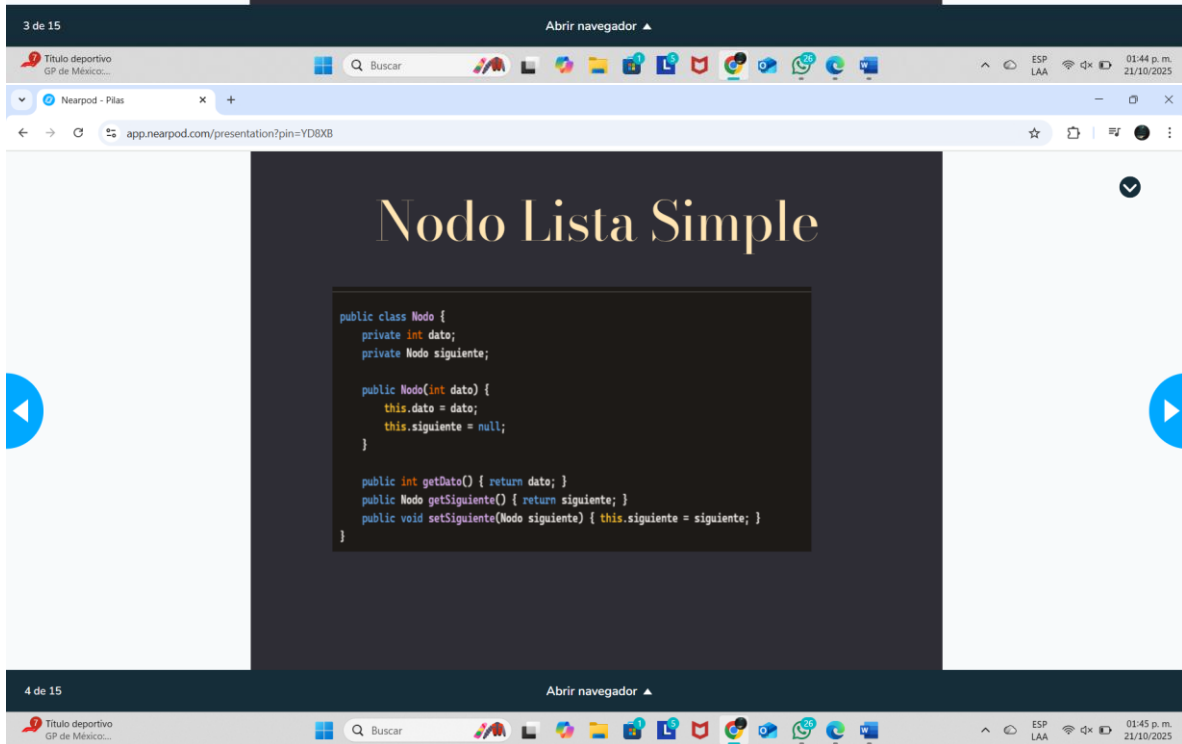 3 de 15
Abrir navegador ▲
Título deportivo
GP de México:...
Buscar
ESP
LAA
01:44 p. m.
21/10/2025
Nearpod - Pilas
app.nearpod.com/presentation?pin=YD8XB
Nodo Lista Simple
public class Nodo {
    private int dato;
    private Nodo siguiente;
    public Nodo(int dato) {
        this.dato = dato;
        this.siguiente = null;
    }
    public int getDato() { return dato; }
    public Nodo getSiguiente() { return siguiente; }
    public void setSiguiente(Nodo siguiente) { this.siguiente = siguiente; }
}
4 de 15
Abrir navegador ▲
Título deportivo
GP de México:...
Buscar
ESP
LAA
01:45 p. m.
21/10/2025